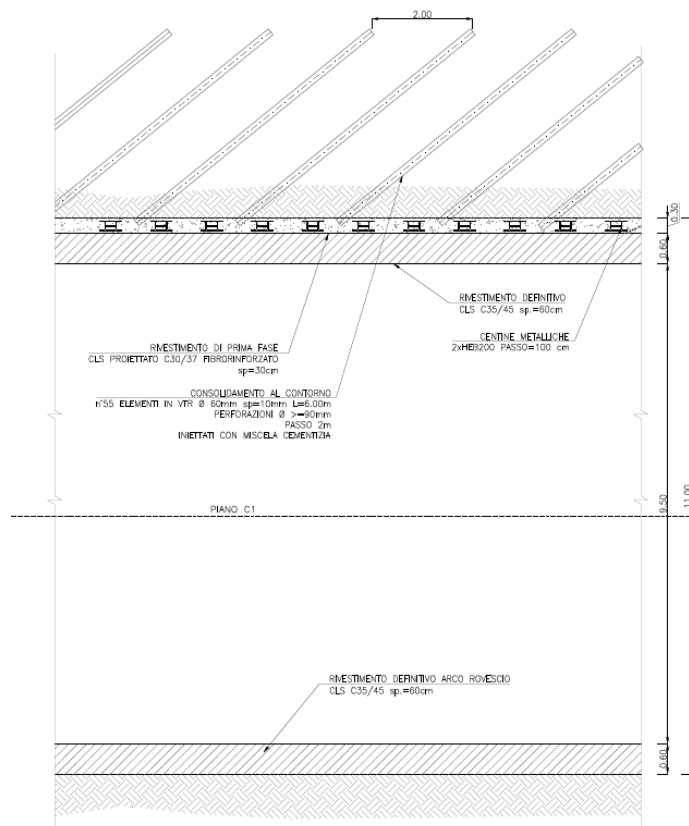 2.00
0.30
0.60
RIVESTIMENTO DEFINITIVO
CLS C35/45 sp.=60cm
RIVESTIMENTO DI PRIMA FASE
CLS PROIETTATO C30/37 FIBRORINFORZATO
sp=30cm
CENTINE METALLICHE
2xHEB200 PASSO=100 cm
CONSOLIDAMENTO AL CONTORNO
n°55 ELEMENTI IN VTR Ø 60mm sp=10mm L=6.00m
PERFORAZIONI Ø >=90mm
PASSO 2m
INIETTATI CON MISCELA CEMENTIZIA
9.50
11.00
PIANO C1
RIVESTIMENTO DEFINITIVO ARCO ROVESCIO
CLS C35/45 sp.=60cm
0.60